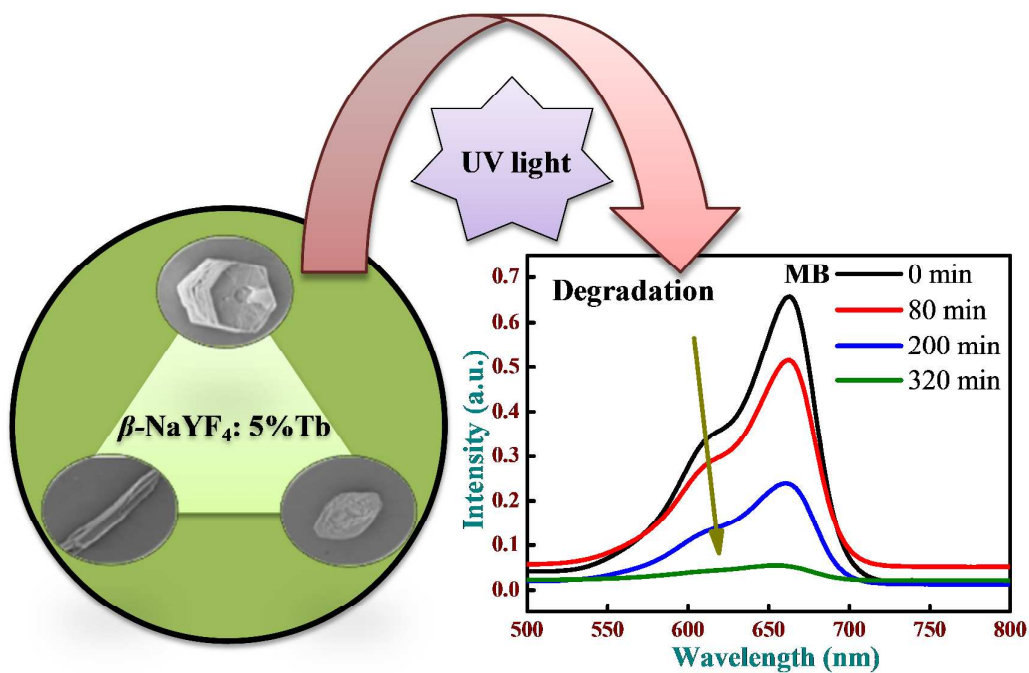 UV light
β-NaYF₄: 5%Tb
Degradation
MB
0 min
80 min
200 min
320 min
Intensity (a.u.)
0.7
0.6
0.5
0.4
0.3
0.2
0.1
0.0
500 550 600 650 700 750 800
Wavelength (nm)